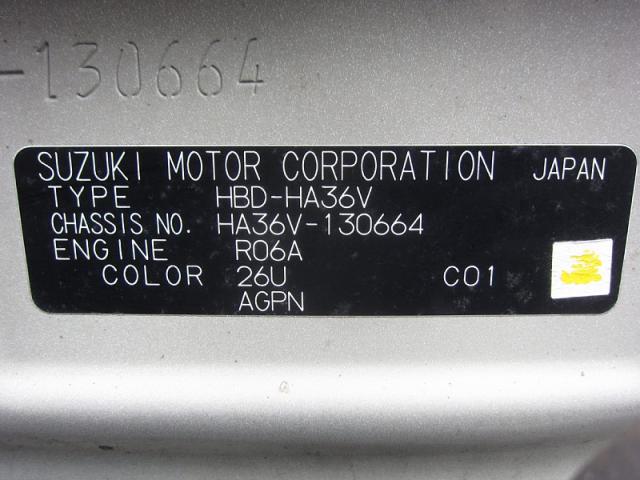 -130664
SUZUKI MOTOR CORPORATION JAPAN
TYPE HBD-HA36V
CHASSIS NO. HA36V-130664
ENGINE R06A
COLOR 26U C01
AGPN